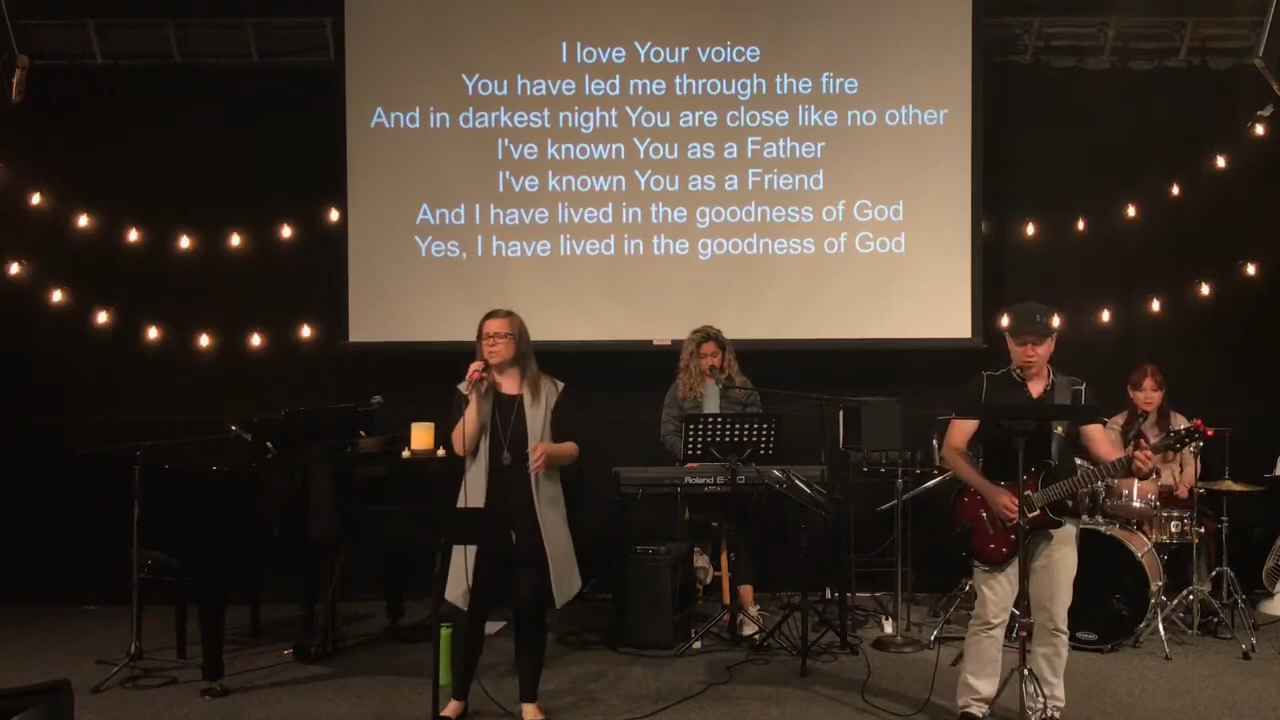 I love Your voice
You have led me through the fire
And in darkest night You are close like no other
I've known You as a Father
I've known You as a Friend
And I have lived in the goodness of God
Yes, I have lived in the goodness of God
Roland E-